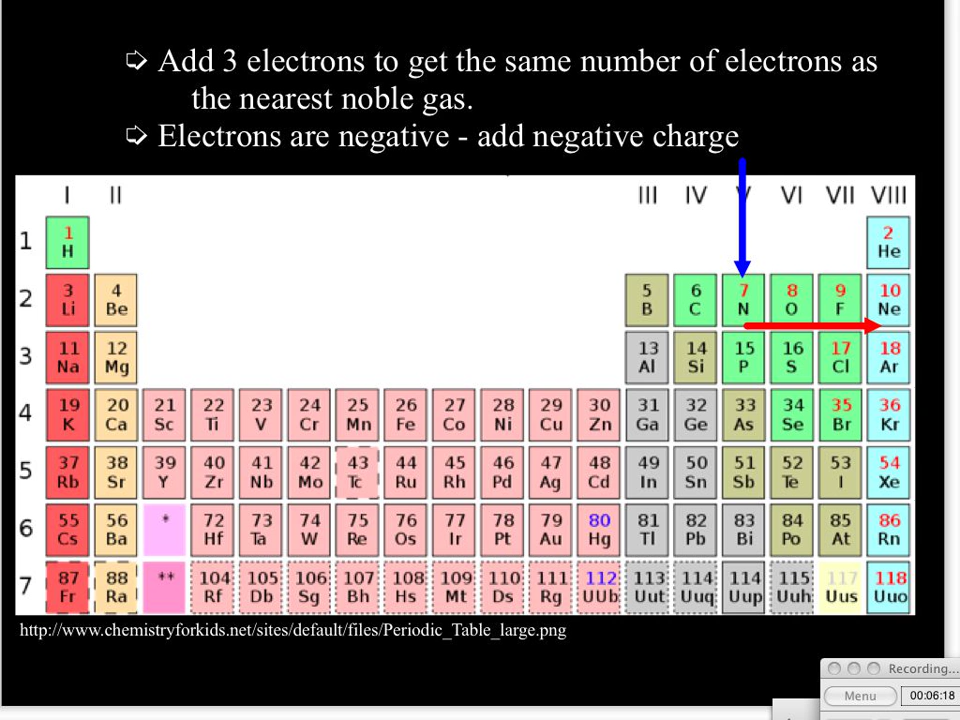 ➯ Add 3 electrons to get the same number of electrons as
the nearest noble gas.
➯ Electrons are negative - add negative charge
I II III IV V VI VII VIII
1 1 2
H He
2 3 4 5 6 7 8 9 10
Li Be B C N O F Ne
3 11 12 13 14 15 16 17 18
Na Mg Al Si P S Cl Ar
4 19 20 21 22 23 24 25 26 27 28 29 30 31 32 33 34 35 36
K Ca Sc Ti V Cr Mn Fe Co Ni Cu Zn Ga Ge As Se Br Kr
5 37 38 39 40 41 42 43 44 45 46 47 48 49 50 51 52 53 54
Rb Sr Y Zr Nb Mo Tc Ru Rh Pd Ag Cd In Sn Sb Te I Xe
6 55 56 * 72 73 74 75 76 77 78 79 80 81 82 83 84 85 86
Cs Ba Hf Ta W Re Os Ir Pt Au Hg Tl Pb Bi Po At Rn
7 87 88 ** 104 105 106 107 108 109 110 111 112 113 114 114 115 117 118
Fr Ra Rf Db Sg Bh Hs Mt Ds Rg UUb Uut Uuq Uup Uuh Uus Uuo
http://www.chemistryforkids.net/sites/default/files/Periodic_Table_large.png
Recording...
Menu 00:06:18